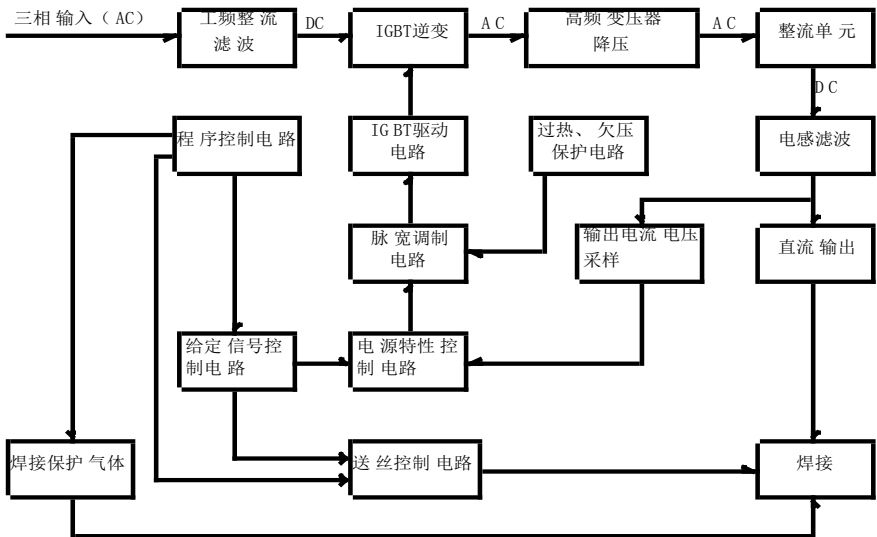 三相输入（AC）
工频整流
滤波
DC
IGBT逆变
AC
高频变压器
降压
AC
整流单元
DC
程序控制电路
IGBT驱动
电路
过热、欠压
保护电路
电感滤波
脉宽调制
电路
输出电流电压
采样
直流输出
给定信号控
制电路
电源特性控
制电路
焊接保护气体
送丝控制电路
焊接